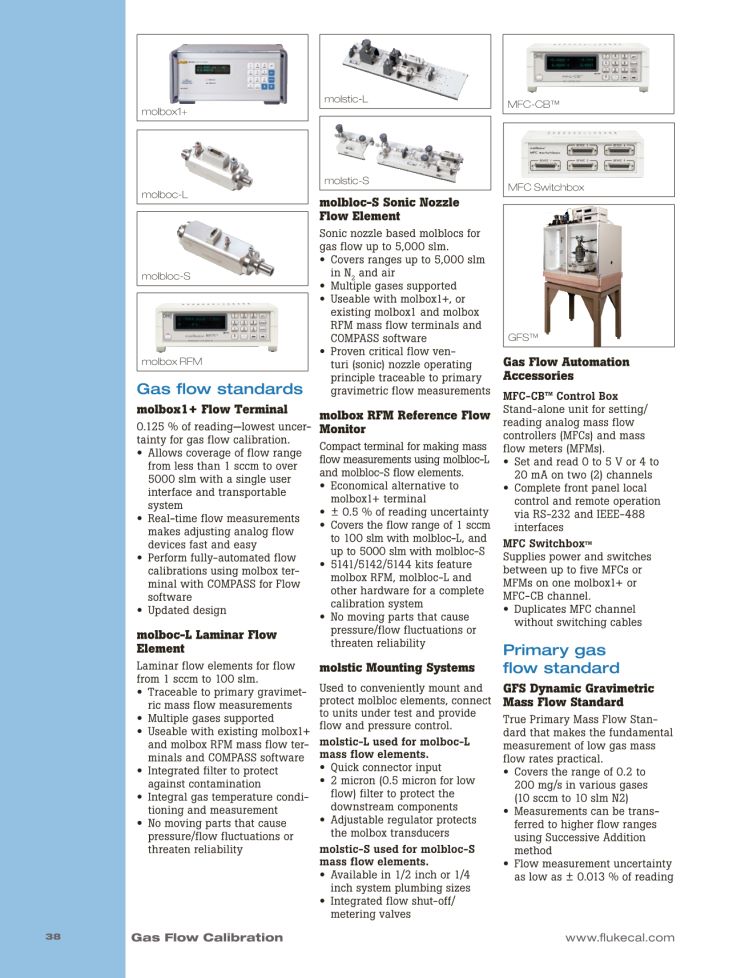 molbox1+
molboc-L
molbloc-S
molbox RFM
Gas flow standards
molbox1+ Flow Terminal
0.125 % of reading—lowest uncer-
tainty for gas flow calibration.
• Allows coverage of flow range
from less than 1 sccm to over
5000 slm with a single user
interface and transportable
system
• Real-time flow measurements
makes adjusting analog flow
devices fast and easy
• Perform fully-automated flow
calibrations using molbox ter-
minal with COMPASS for Flow
software
• Updated design
molboc-L Laminar Flow
Element
Laminar flow elements for flow
from 1 sccm to 100 slm.
• Traceable to primary gravimet-
ric mass flow measurements
• Multiple gases supported
• Useable with existing molbox1+
and molbox RFM mass flow ter-
minals and COMPASS software
• Integrated filter to protect
against contamination
• Integral gas temperature condi-
tioning and measurement
• No moving parts that cause
pressure/flow fluctuations or
threaten reliability
molstic-L
molstic-S
molbloc-S Sonic Nozzle
Flow Element
Sonic nozzle based molblocs for
gas flow up to 5,000 slm.
• Covers ranges up to 5,000 slm
in N2 and air
• Multiple gases supported
• Useable with molbox1+, or
existing molbox1 and molbox
RFM mass flow terminals and
COMPASS software
• Proven critical flow ven-
turi (sonic) nozzle operating
principle traceable to primary
gravimetric flow measurements
molbox RFM Reference Flow
Monitor
Compact terminal for making mass
flow measurements using molbloc-L
and molbloc-S flow elements.
• Economical alternative to
molbox1+ terminal
• ± 0.5 % of reading uncertainty
• Covers the flow range of 1 sccm
to 100 slm with molbloc-L, and
up to 5000 slm with molbloc-S
• 5141/5142/5144 kits feature
molbox RFM, molbloc-L and
other hardware for a complete
calibration system
• No moving parts that cause
pressure/flow fluctuations or
threaten reliability
molstic Mounting Systems
Used to conveniently mount and
protect molbloc elements, connect
to units under test and provide
flow and pressure control.
molstic-L used for molboc-L
mass flow elements.
• Quick connector input
• 2 micron (0.5 micron for low
flow) filter to protect the
downstream components
• Adjustable regulator protects
the molbox transducers
molstic-S used for molbloc-S
mass flow elements.
• Available in 1/2 inch or 1/4
inch system plumbing sizes
• Integrated flow shut-off/
metering valves
MFC-CB™
MFC Switchbox
GFS™
Gas Flow Automation
Accessories
MFC-CB™ Control Box
Stand-alone unit for setting/
reading analog mass flow
controllers (MFCs) and mass
flow meters (MFMs).
• Set and read 0 to 5 V or 4 to
20 mA on two (2) channels
• Complete front panel local
control and remote operation
via RS-232 and IEEE-488
interfaces
MFC Switchbox™
Supplies power and switches
between up to five MFCs or
MFMs on one molbox1+ or
MFC-CB channel.
• Duplicates MFC channel
without switching cables
Primary gas
flow standard
GFS Dynamic Gravimetric
Mass Flow Standard
True Primary Mass Flow Stan-
dard that makes the fundamental
measurement of low gas mass
flow rates practical.
• Covers the range of 0.2 to
200 mg/s in various gases
(10 sccm to 10 slm N2)
• Measurements can be trans-
ferred to higher flow ranges
using Successive Addition
method
• Flow measurement uncertainty
as low as ± 0.013 % of reading
38
Gas Flow Calibration
www.flukecal.com